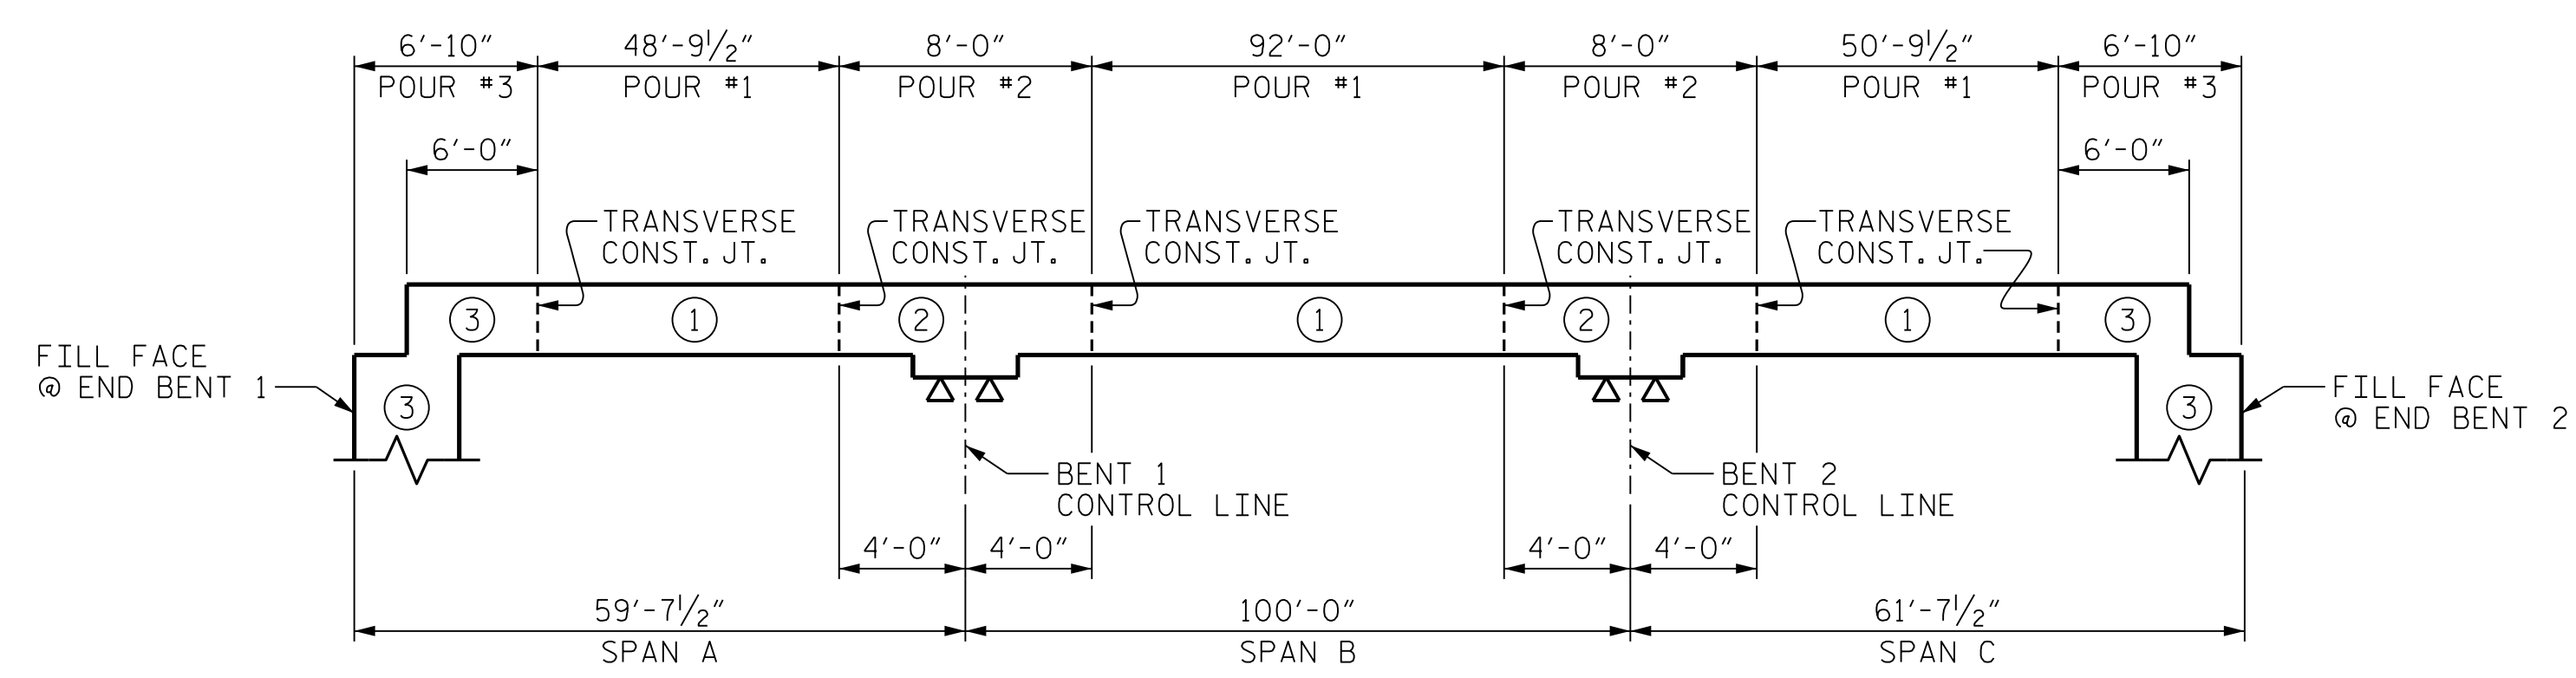 6'-10" 48'-9½" 8'-0" 92'-0" 8'-0" 50'-9½" 6'-10"
POUR #3 POUR #1 POUR #2 POUR #1 POUR #2 POUR #1 POUR #3
6'-0" 6'-0"
TRANSVERSE TRANSVERSE TRANSVERSE TRANSVERSE TRANSVERSE
CONST. JT. CONST. JT. CONST. JT. CONST. JT. CONST. JT.
3 1 2 1 2 1 3
FILL FACE
@ END BENT 1
3
3
FILL FACE
@ END BENT 2
BENT 1
CONTROL LINE
BENT 2
CONTROL LINE
4'-0" 4'-0" 4'-0" 4'-0"
59'-7½" 100'-0" 61'-7½"
SPAN A SPAN B SPAN C